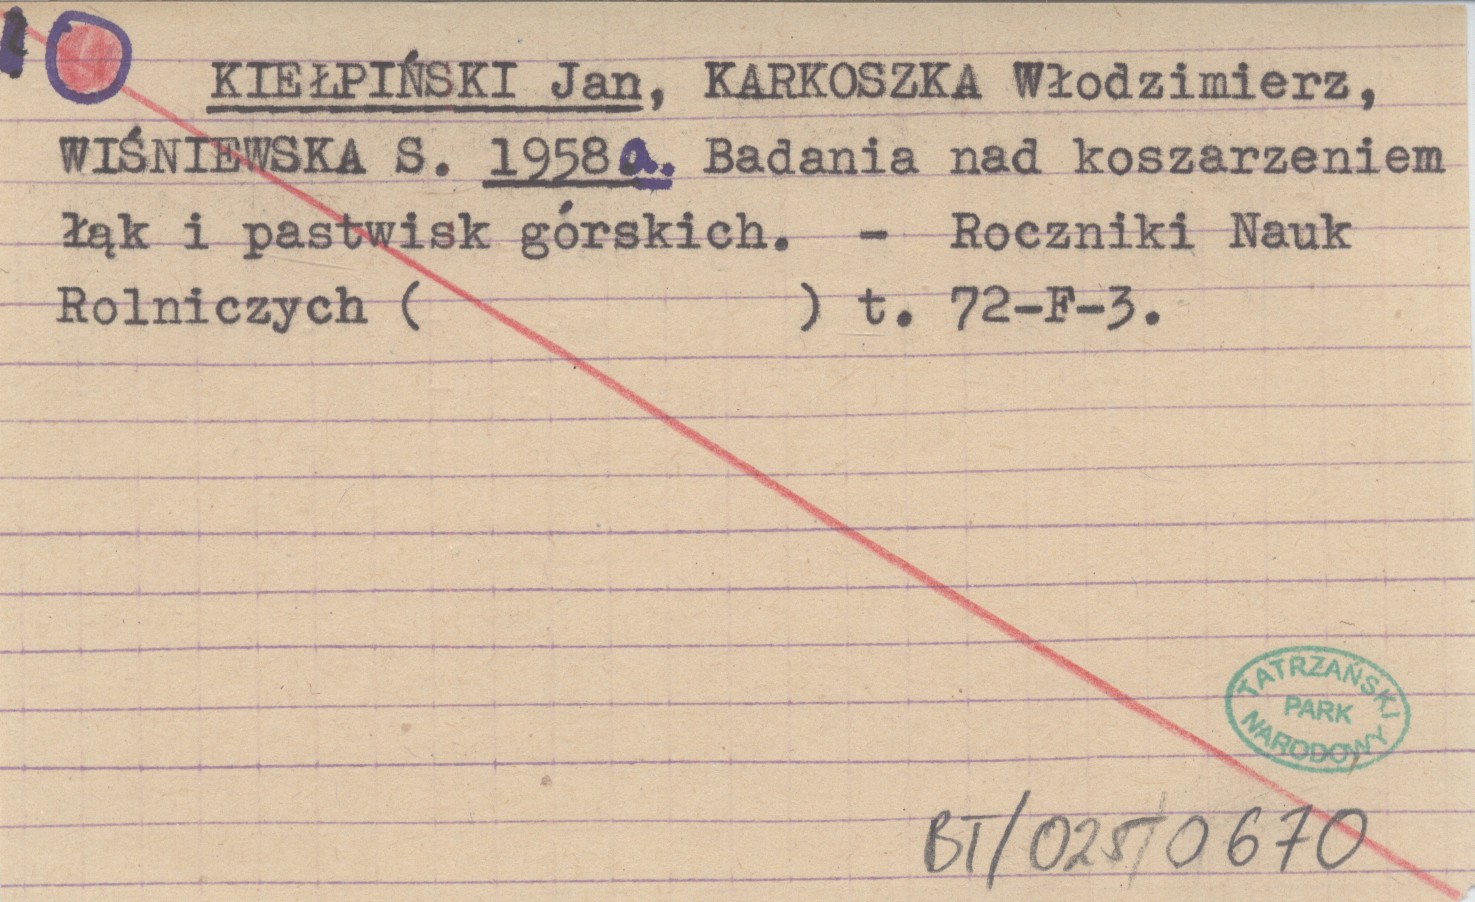 KIEŁPIŃSKI Jan, KARKOSZKA Włodzimierz,
WIŚNIEWSKA S. 1958a. Badania nad koszarzeniem
łąk i pastwisk górskich. - Roczniki Nauk
Rolniczych (                    ) t. 72-F-3.
TATRZAŃSKI
PARK
NARODOWY
BT/025/0670